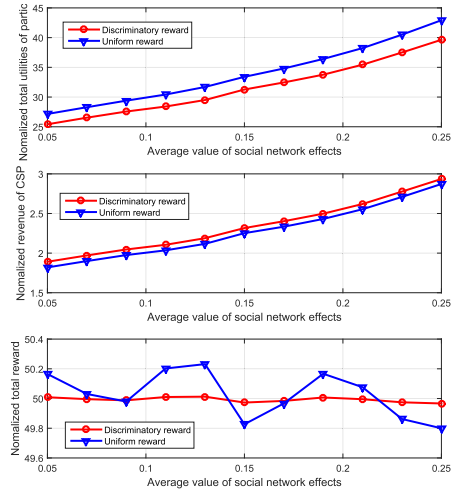 Nomalized total utilities of partic
45
40
35
30
25
Discriminatory reward
Uniform reward
0.05 0.1 0.15 0.2 0.25
Average value of social network effects
Nomalized revenue of CSP
3
2.5
2
1.5
Discriminatory reward
Uniform reward
0.05 0.1 0.15 0.2 0.25
Average value of social network effects
Nomalized total reward
50.4
50.2
50
49.8
49.6
Discriminatory reward
Uniform reward
0.05 0.1 0.15 0.2 0.25
Average value of social network effects